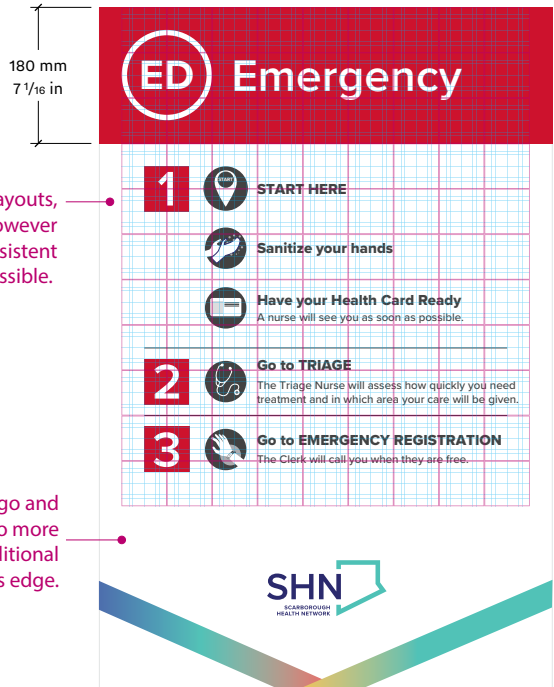 180 mm
7 1/16 in
ED Emergency
ayouts,
owever
sistent
ssible.
1
START
START HERE
Sanitize your hands
Have your Health Card Ready
A nurse will see you as soon as possible.
2
Go to TRIAGE
The Triage Nurse will assess how quickly you need
treatment and in which area your care will be given.
3
Go to EMERGENCY REGISTRATION
The Clerk will call you when they are free.
go and
o more
ditional
s edge.
SHN
SCARBOROUGH
HEALTH NETWORK